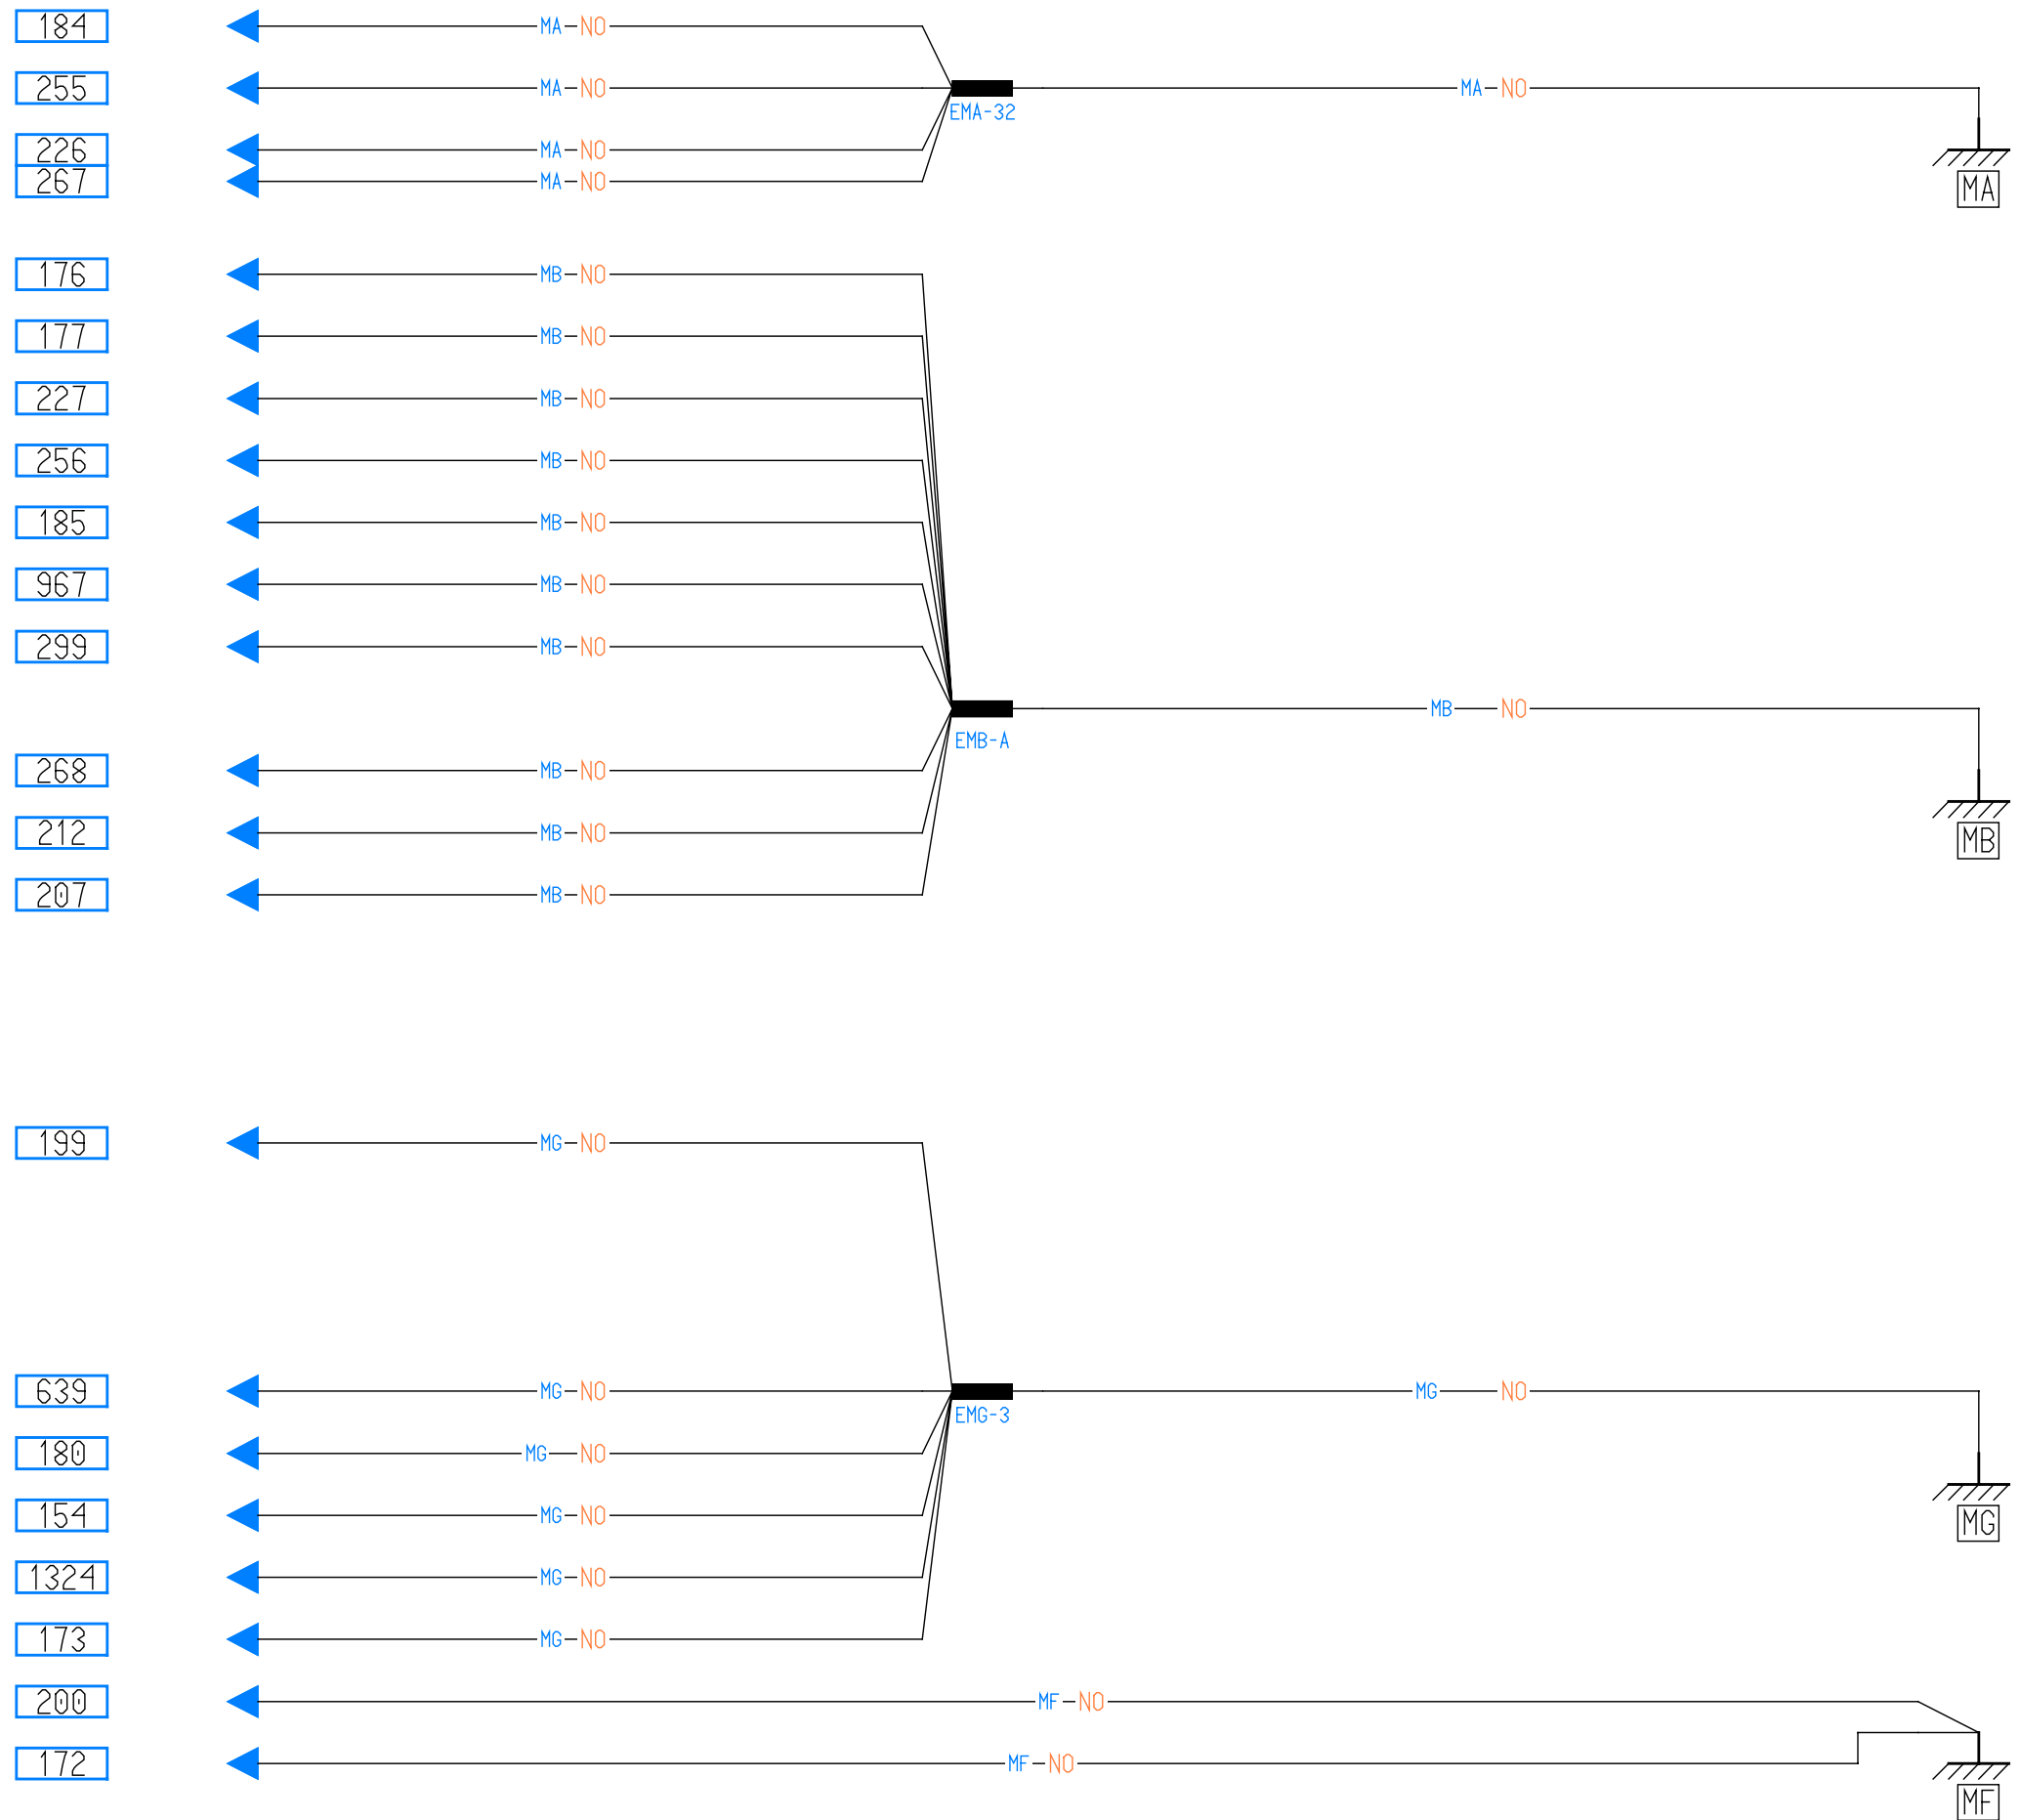 184 MA NO
255 MA NO MA NO
EMA-32
226 MA NO
267 MA NO
MA
176 MB NO
177 MB NO
227 MB NO
256 MB NO
185 MB NO
967 MB NO
299 MB NO
MB NO
EMB-A
268 MB NO
212 MB NO
MB
207 MB NO
199 MG NO
639 MG NO MG NO
EMG-3
180 MG NO
154 MG NO
MG
1324 MG NO
173 MG NO
200 MF NO
172 MF NO
MF